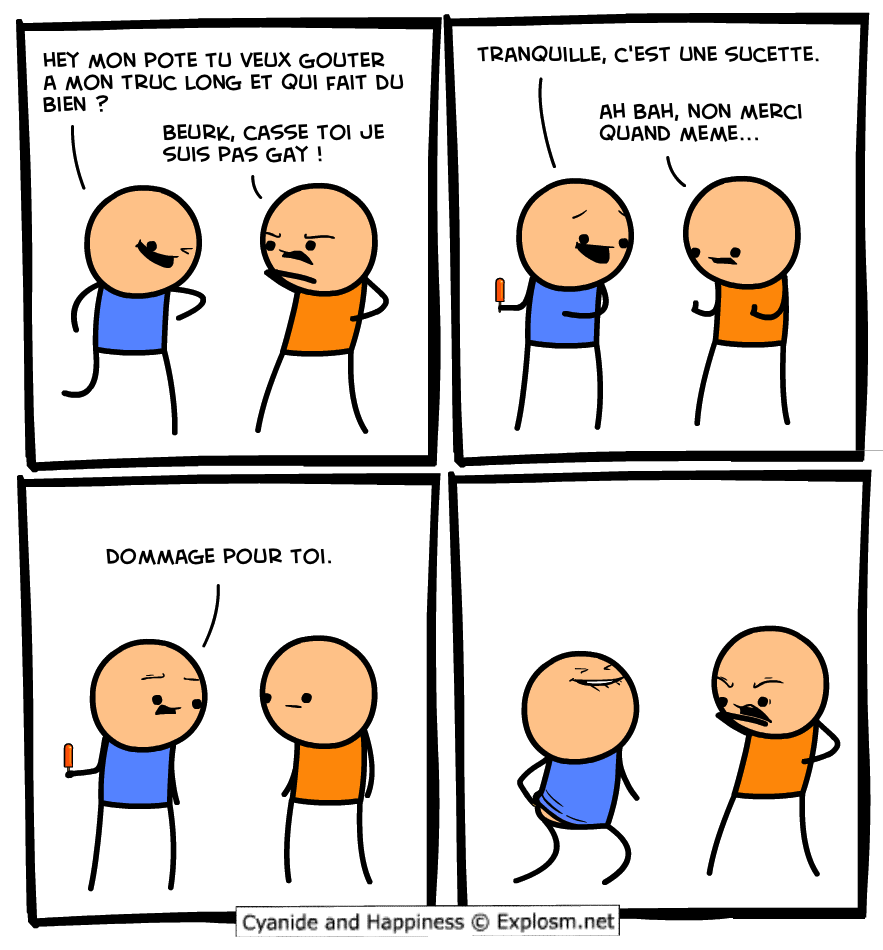 HEY MON POTE TU VEUX GOUTER
A MON TRUC LONG ET QUI FAIT DU
BIEN ?
BEURK, CASSE TOI JE
SUIS PAS GAY !
TRANQUILLE, C'EST UNE SUCETTE.
AH BAH, NON MERCI
QUAND MEME...
DOMMAGE POUR TOI.
Cyanide and Happiness © Explosm.net